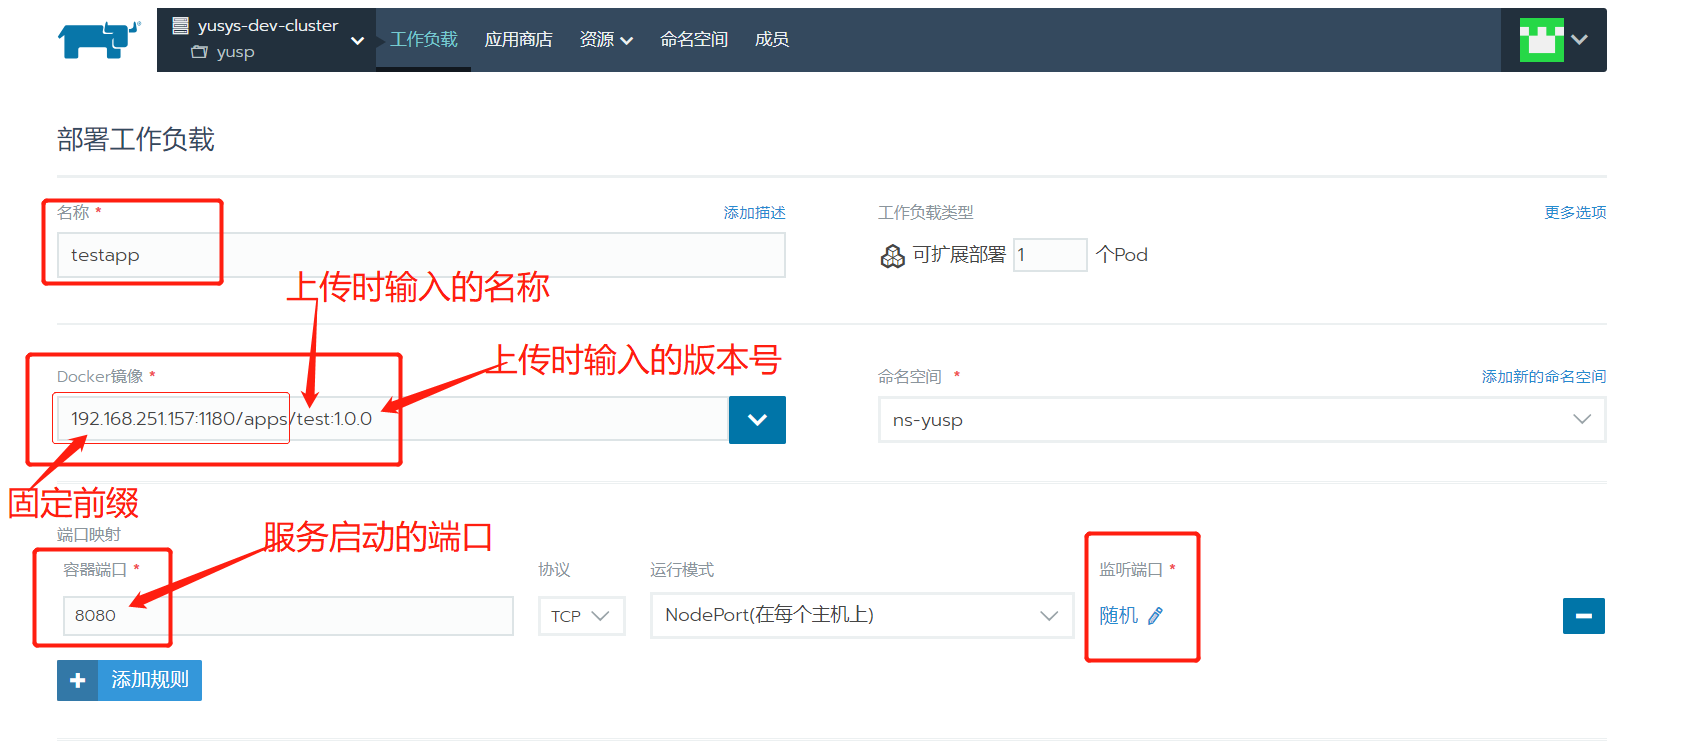 yusys-dev-cluster
yusp
工作负载 应用商店 资源 命名空间 成员
部署工作负载
名称 * 添加描述 工作负载类型 更多选项
testapp 可扩展部署 1 个Pod
上传时输入的名称
上传时输入的版本号
Docker镜像 * 命名空间 * 添加新的命名空间
192.168.251.157:1180/apps/test:1.0.0 ns-yusp
固定前缀
服务启动的端口
端口映射
容器端口 * 协议 运行模式 监听端口 *
8080 TCP NodePort(在每个主机上) 随机
添加规则